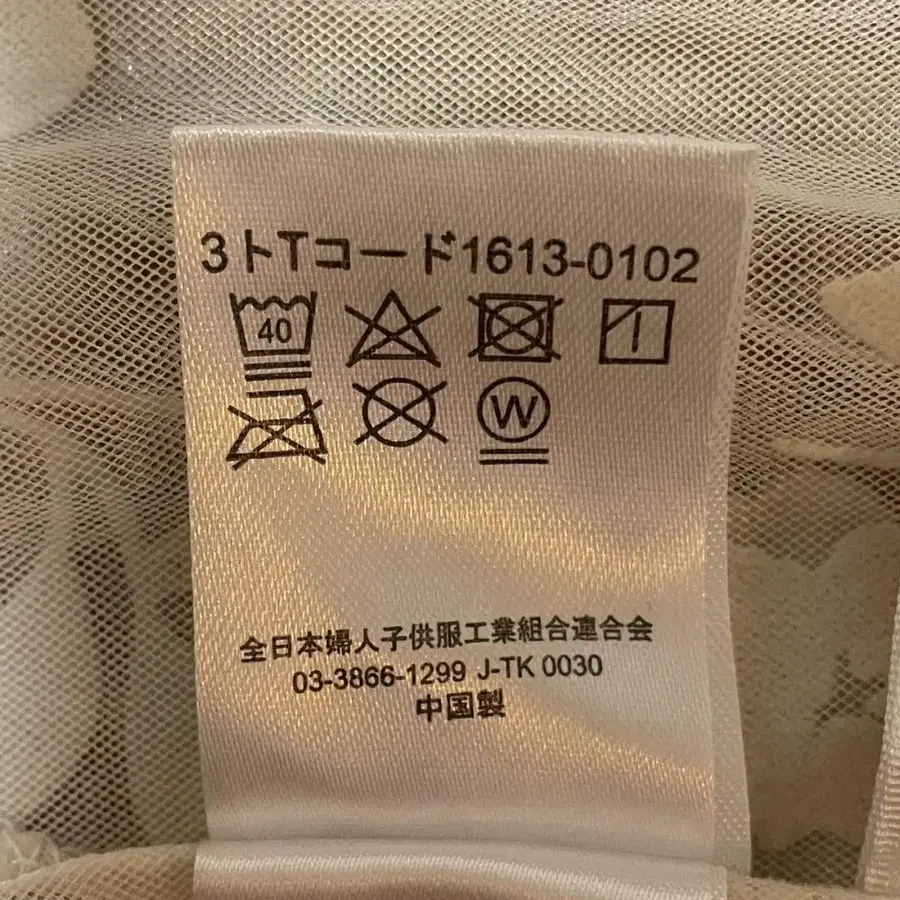 3トTコード1613-0102
40
W
全日本婦人子供服工業組合連合会
03-3866-1299 J-TK 0030
中国製